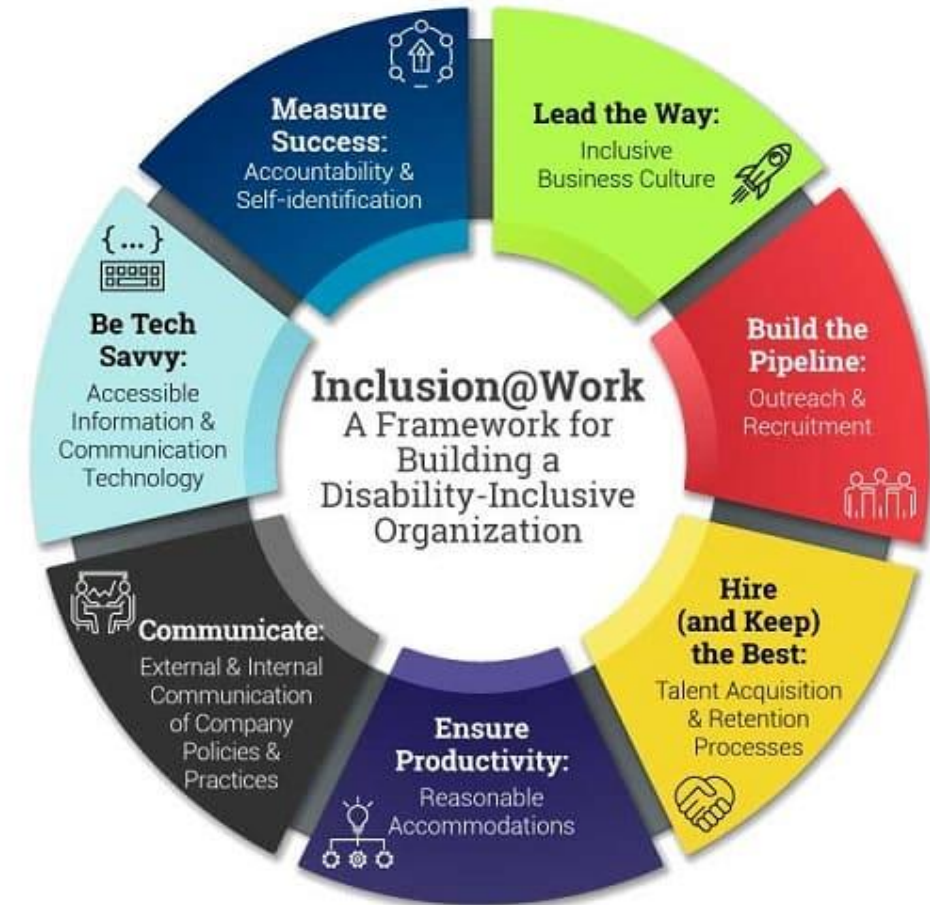 Inclusion@Work
A Framework for
Building a
Disability-Inclusive
Organization
Lead the Way:
Inclusive
Business Culture
Build the
Pipeline:
Outreach &
Recruitment
Hire
(and Keep)
the Best:
Talent Acquisition
& Retention
Processes
Ensure
Productivity:
Reasonable
Accommodations
Communicate:
External & Internal
Communication
of Company
Policies &
Practices
{...}
Be Tech
Savvy:
Accessible
Information &
Communication
Technology
Measure
Success:
Accountability &
Self-identification